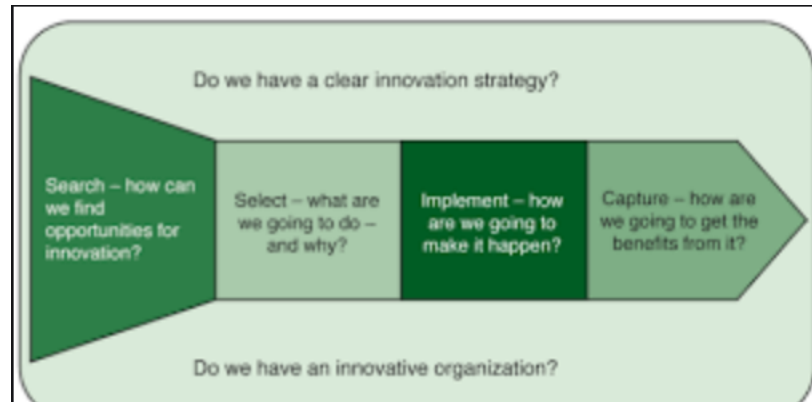 Do we have a clear innovation strategy?
Search – how can
we find
opportunities for
innovation?
Select – what are
we going to do –
and why?
Implement – how
are we going to
make it happen?
Capture – how are
we going to get the
benefits from it?
Do we have an innovative organization?